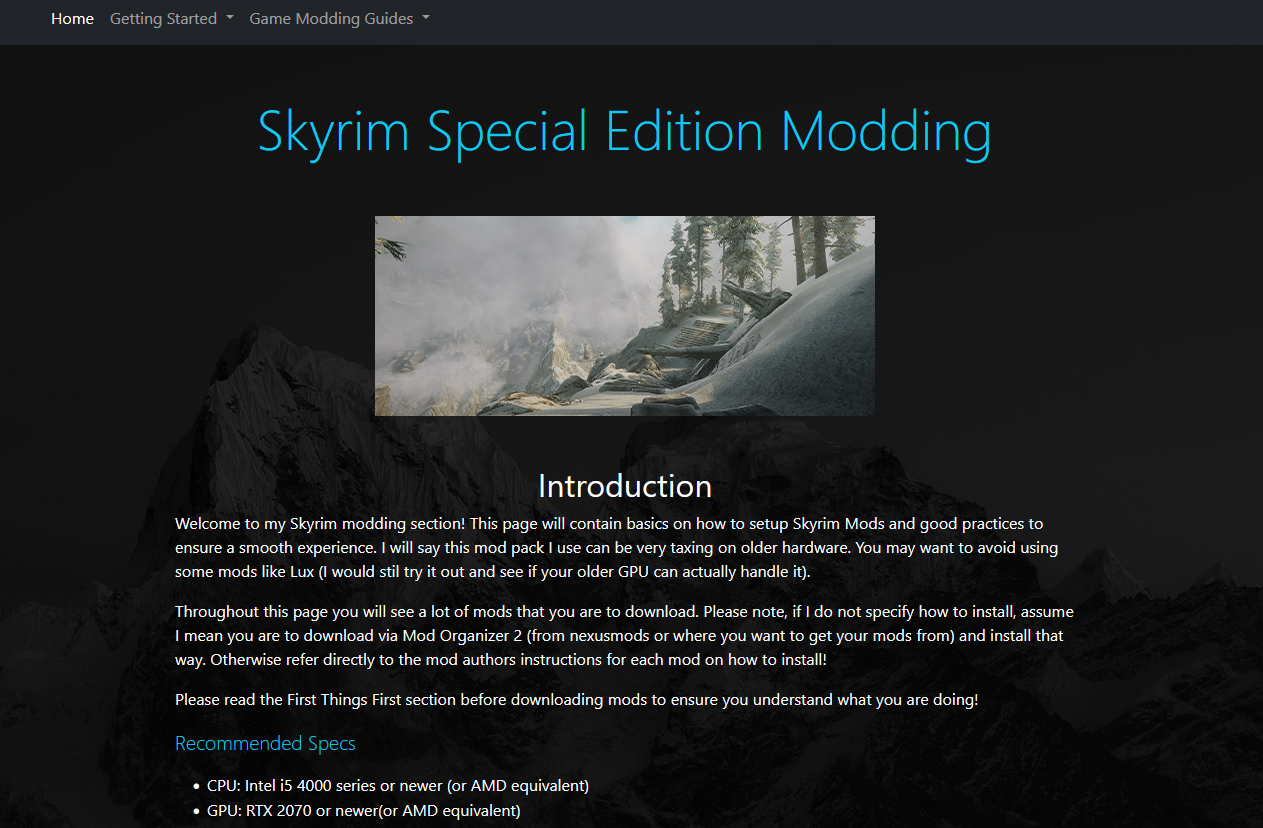 Home Getting Started Game Modding Guides
Skyrim Special Edition Modding
Introduction
Welcome to my Skyrim modding section! This page will contain basics on how to setup Skyrim Mods and good practices to
ensure a smooth experience. I will say this mod pack I use can be very taxing on older hardware. You may want to avoid using
some mods like Lux (I would stil try it out and see if your older GPU can actually handle it).
Throughout this page you will see a lot of mods that you are to download. Please note, if I do not specify how to install, assume
I mean you are to download via Mod Organizer 2 (from nexusmods or where you want to get your mods from) and install that
way. Otherwise refer directly to the mod authors instructions for each mod on how to install!
Please read the First Things First section before downloading mods to ensure you understand what you are doing!
Recommended Specs
• CPU: Intel i5 4000 series or newer (or AMD equivalent)
• GPU: RTX 2070 or newer(or AMD equivalent)